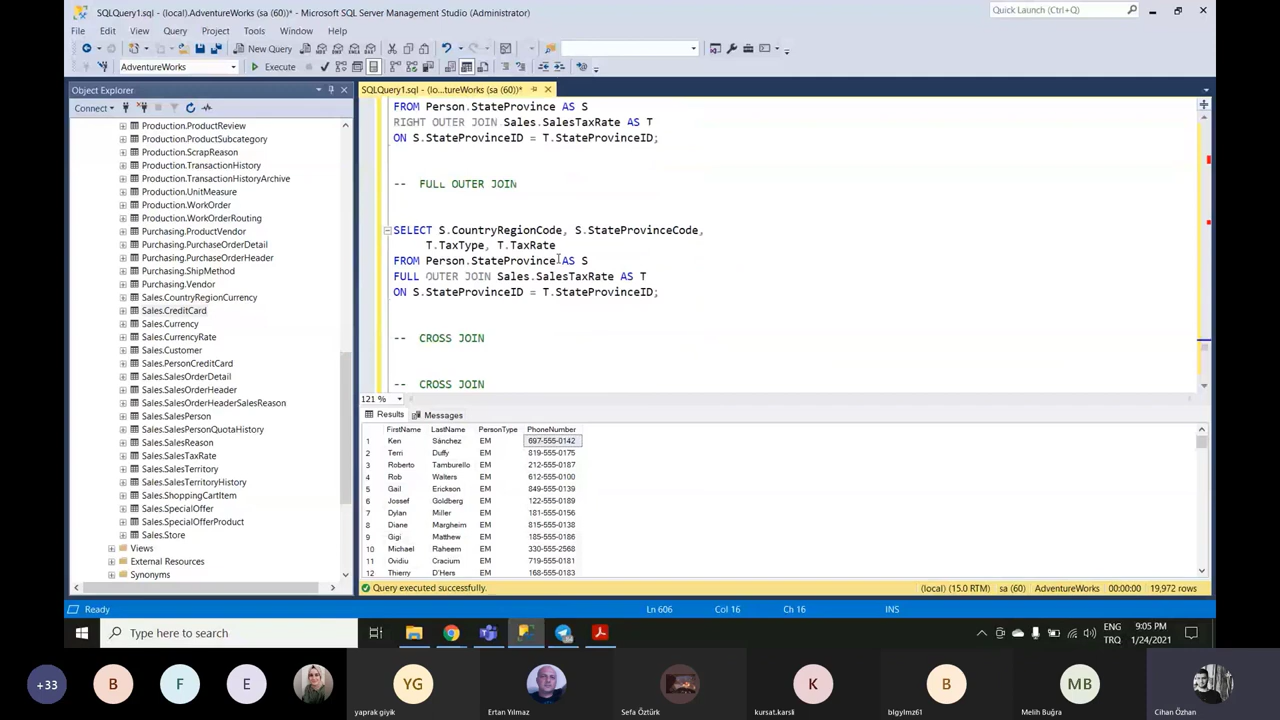 SQLQuery1.sql - (local).AdventureWorks (sa (60))* - Microsoft SQL Server Management Studio (Administrator)
Quick Launch (Ctrl+Q)
File Edit View Query Project Tools Window Help
New Query
AdventureWorks
Execute
Object Explorer
SQLQuery1.sql - (lo...tureWorks (sa (60))*
Connect
Production.ProductReview
Production.ProductSubcategory
Production.ScrapReason
Production.TransactionHistory
Production.TransactionHistoryArchive
Production.UnitMeasure
Production.WorkOrder
Production.WorkOrderRouting
Purchasing.ProductVendor
Purchasing.PurchaseOrderDetail
Purchasing.PurchaseOrderHeader
Purchasing.ShipMethod
Purchasing.Vendor
Sales.CountryRegionCurrency
Sales.CreditCard
Sales.Currency
Sales.CurrencyRate
Sales.Customer
Sales.PersonCreditCard
Sales.SalesOrderDetail
Sales.SalesOrderHeader
Sales.SalesOrderHeaderSalesReason
Sales.SalesPerson
Sales.SalesPersonQuotaHistory
Sales.SalesReason
Sales.SalesTaxRate
Sales.SalesTerritory
Sales.SalesTerritoryHistory
Sales.ShoppingCartItem
Sales.SpecialOffer
Sales.SpecialOfferProduct
Sales.Store
Views
External Resources
Synonyms
FROM Person.StateProvince AS S
RIGHT OUTER JOIN Sales.SalesTaxRate AS T
ON S.StateProvinceID = T.StateProvinceID;
-- FULL OUTER JOIN
SELECT S.CountryRegionCode, S.StateProvinceCode,
T.TaxType, T.TaxRate
FROM Person.StateProvince AS S
FULL OUTER JOIN Sales.SalesTaxRate AS T
ON S.StateProvinceID = T.StateProvinceID;
-- CROSS JOIN
-- CROSS JOIN
121 %
Results Messages
FirstName LastName PersonType PhoneNumber
1 Ken Sánchez EM 697-555-0142
2 Terri Duffy EM 819-555-0175
3 Roberto Tamburello EM 212-555-0187
4 Rob Walters EM 612-555-0100
5 Gail Erickson EM 849-555-0139
6 Jossef Goldberg EM 122-555-0189
7 Dylan Miller EM 181-555-0156
8 Diane Margheim EM 815-555-0138
9 Gigi Matthew EM 185-555-0186
10 Michael Raheem EM 330-555-2568
11 Ovidiu Cracium EM 719-555-0181
12 Thierry D'Hers EM 168-555-0183
Query executed successfully. (local) (15.0 RTM) sa (60) AdventureWorks 00:00:00 19,972 rows
Ready Ln 606 Col 16 Ch 16 INS
Type here to search
ENG
TRQ
9:05 PM
1/24/2021
+33 B F E YG K B MB
yaprak giyik Ertan Yılmaz Sefa Öztürk kursat.karsli blgylmz61 Melih Buğra Cihan Özhan